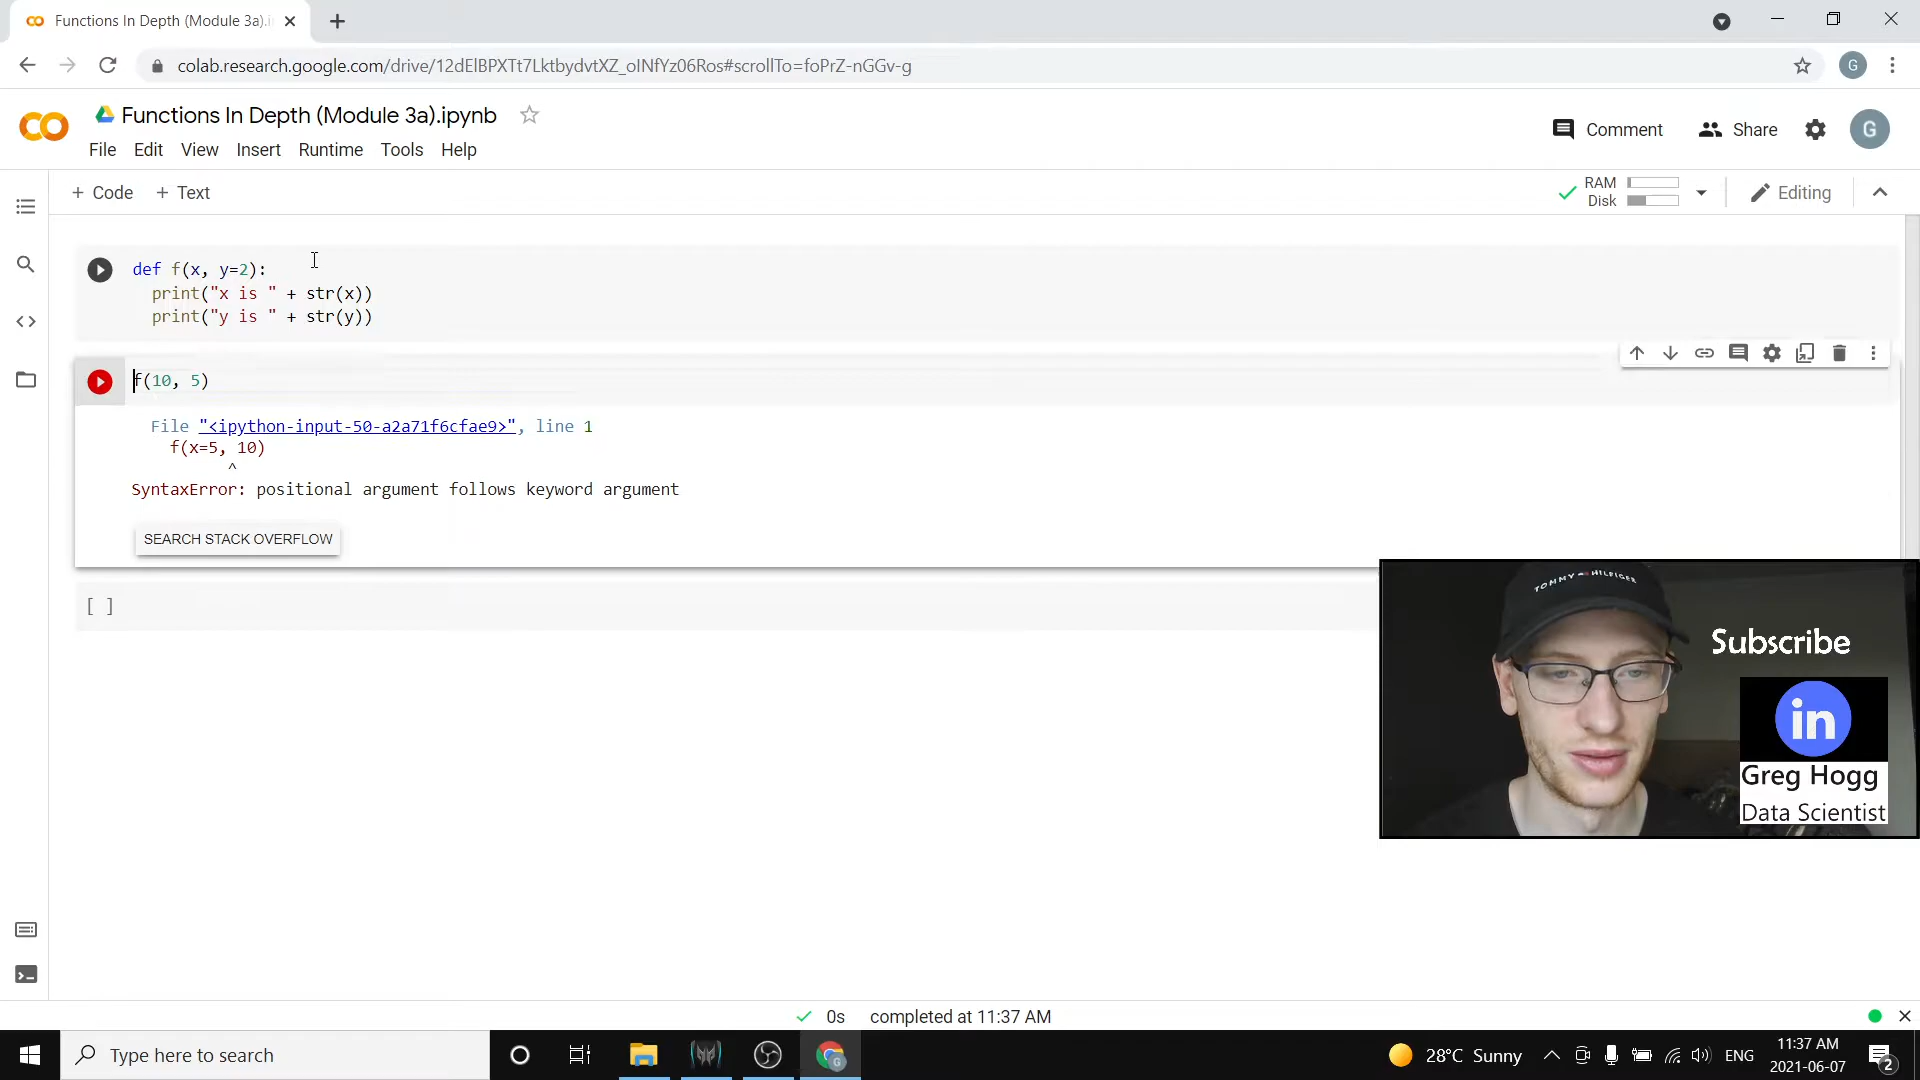 Functions In Depth (Module 3a).i
colab.research.google.com/drive/12dElBPXTt7LktbydvtXZ_oINfYz06Ros#scrollTo=foPrZ-nGGv-g
G
Functions In Depth (Module 3a).ipynb
Comment
Share
G
File Edit View Insert Runtime Tools Help
+ Code + Text
RAM
Disk
Editing
def f(x, y=2):
print("x is " + str(x))
print("y is " + str(y))
f(10, 5)
File "<ipython-input-50-a2a71f6cfae9>", line 1
f(x=5, 10)
^
SyntaxError: positional argument follows keyword argument
SEARCH STACK OVERFLOW
[ ]
TOMMY HILFIGER
Subscribe
in
Greg Hogg
Data Scientist
0s completed at 11:37 AM
Type here to search
G
28°C Sunny
ENG
11:37 AM
2021-06-07
2